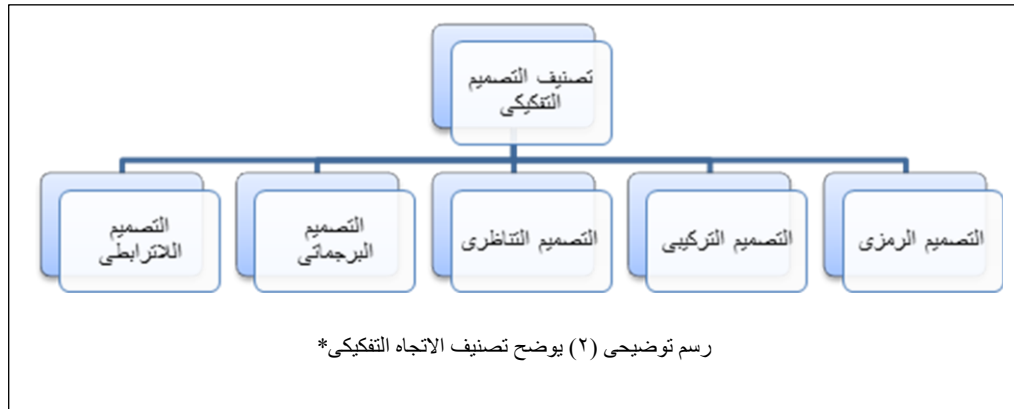 تصنيف التصميم
التفكيكى
التصميم الرمزى
التصميم التركيبى
التصميم التناظرى
التصميم
البرجماتى
التصميم
اللاترابطى
رسم توضيحى (٢) يوضح تصنيف الاتجاه التفكيكى*